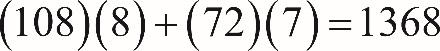 (108)(8) + (72)(7) = 1368